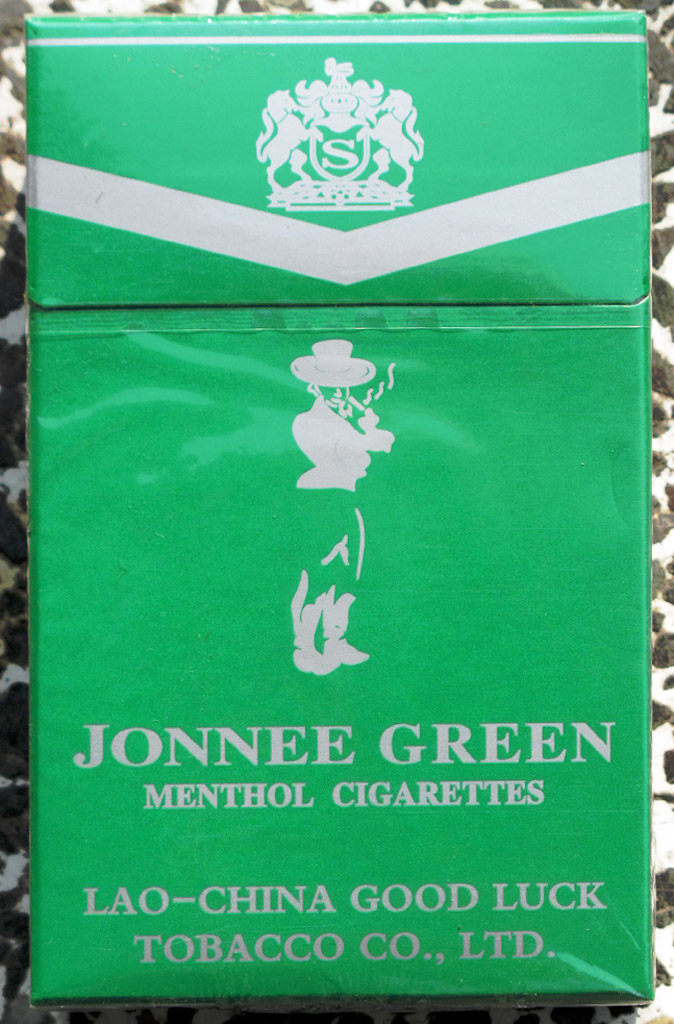 S
JONNEE GREEN
MENTHOL CIGARETTES
LAO-CHINA GOOD LUCK
TOBACCO CO., LTD.